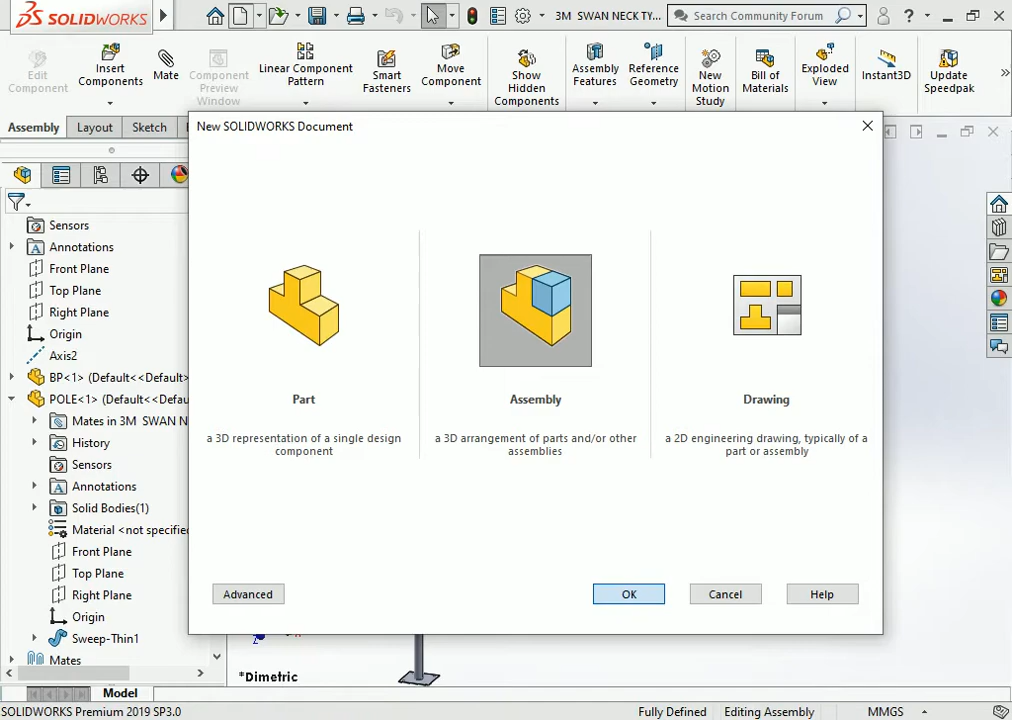 SOLIDWORKS
3M SWAN NECK TY...
Search Community Forum
?
Edit Component
Insert Components
Mate
Component Preview Window
Linear Component Pattern
Smart Fasteners
Move Component
Show Hidden Components
Assembly Features
Reference Geometry
New Motion Study
Bill of Materials
Exploded View
Instant3D
Update Speedpak
Assembly
Layout
Sketch
New SOLIDWORKS Document
Sensors
Annotations
Front Plane
Top Plane
Right Plane
Origin
Axis2
BP<1> (Default<<Default>
POLE<1> (Default<<Defau
Mates in 3M SWAN N
History
Sensors
Annotations
Solid Bodies(1)
Material <not specified
Front Plane
Top Plane
Right Plane
Origin
Sweep-Thin1
Mates
Part
a 3D representation of a single design
component
Assembly
a 3D arrangement of parts and/or other
assemblies
Drawing
a 2D engineering drawing, typically of a
part or assembly
Advanced
OK
Cancel
Help
*Dimetric
Model
SOLIDWORKS Premium 2019 SP3.0
Fully Defined
Editing Assembly
MMGS